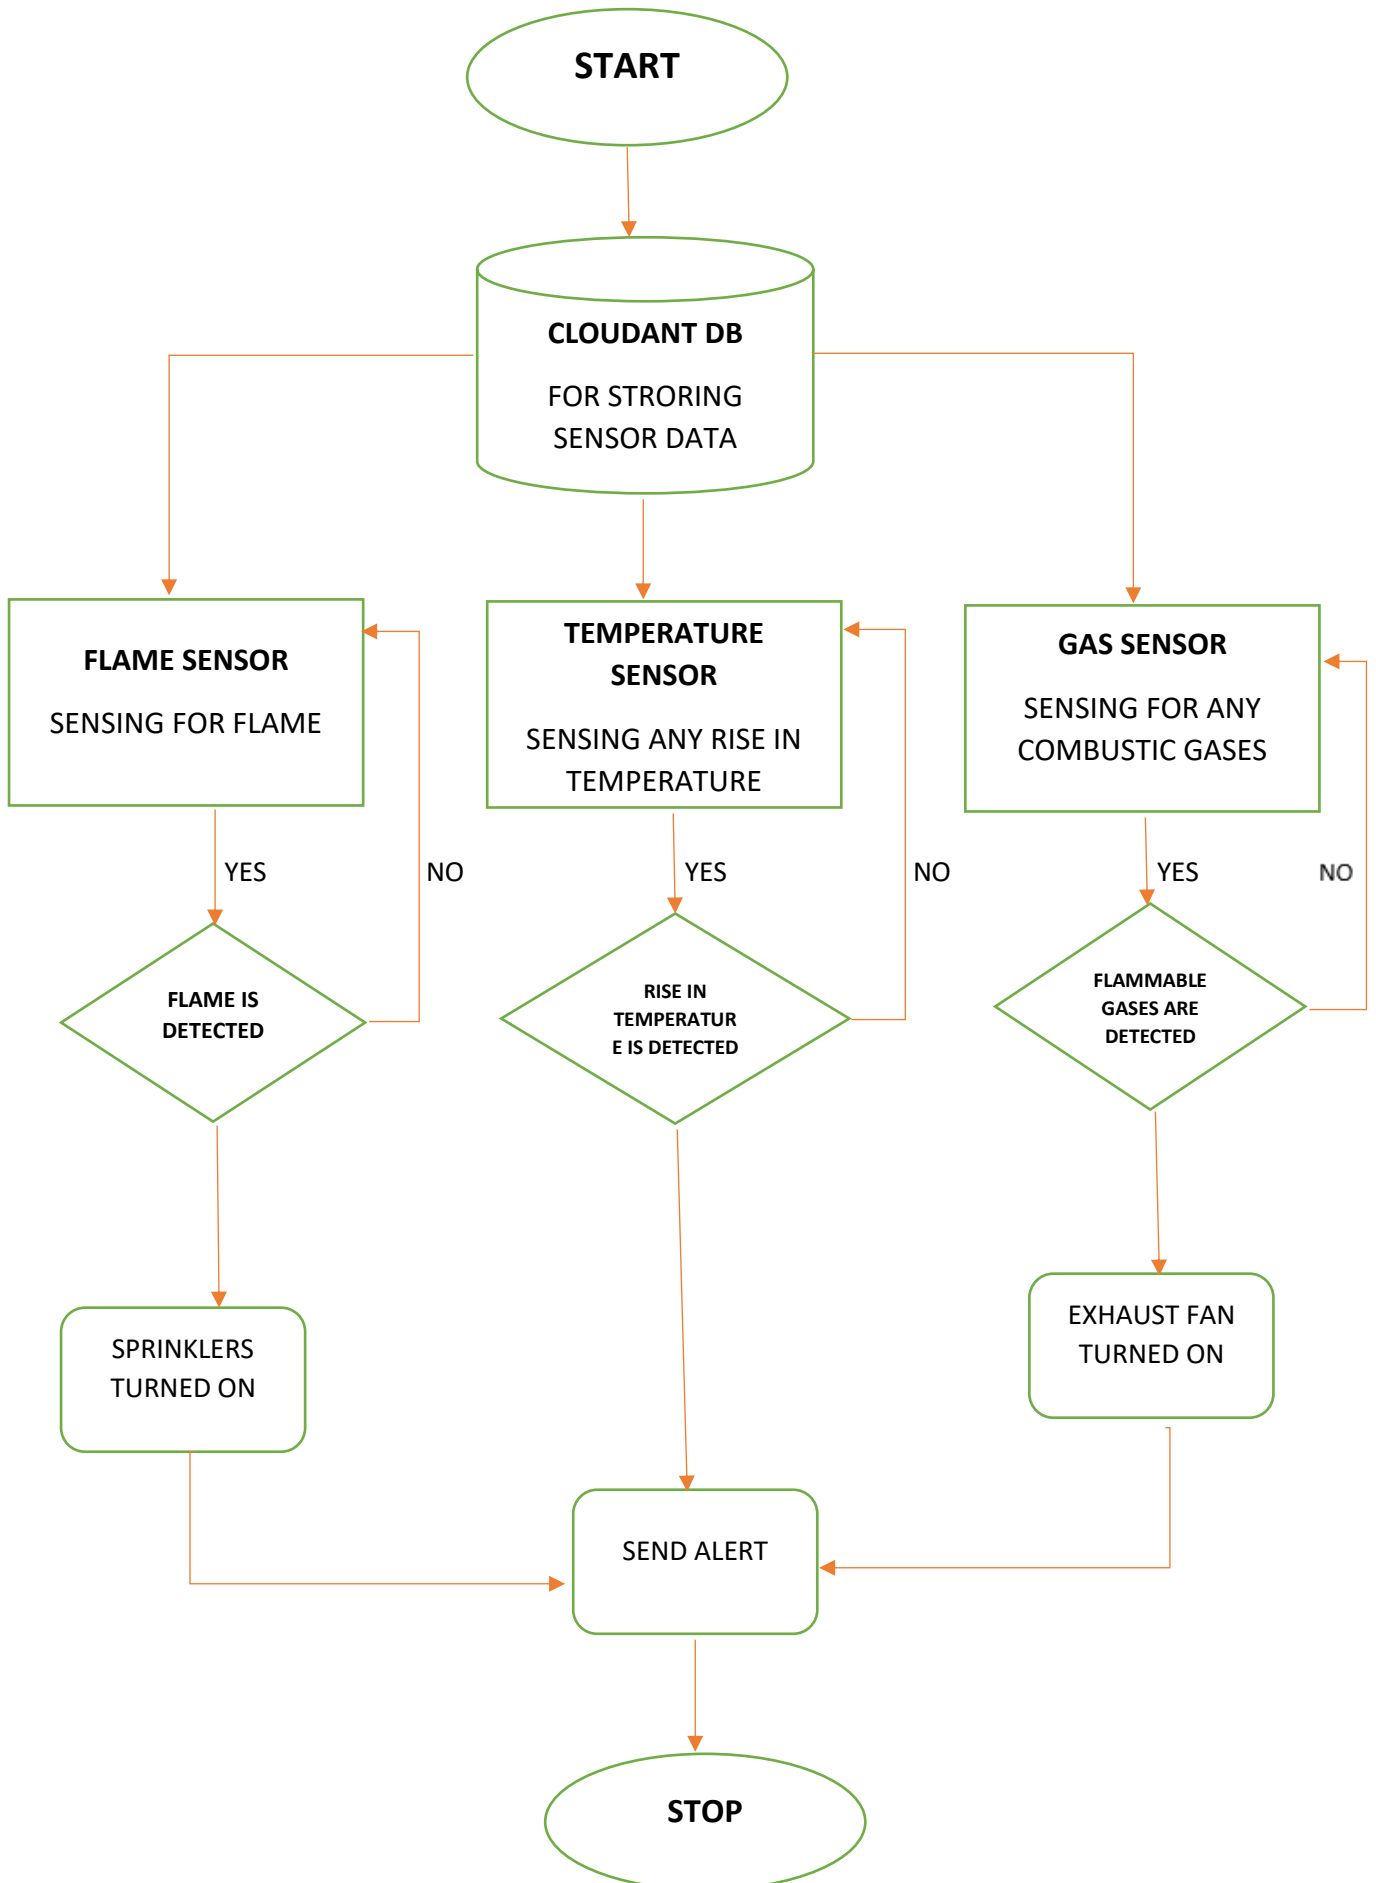 START
CLOUDANT DB
FOR STRORING
SENSOR DATA
FLAME SENSOR
SENSING FOR FLAME
TEMPERATURE
SENSOR
SENSING ANY RISE IN
TEMPERATURE
GAS SENSOR
SENSING FOR ANY
COMBUSTIC GASES
YES
NO
YES
NO
YES
NO
FLAME IS
DETECTED
RISE IN
TEMPERATUR
E IS DETECTED
FLAMMABLE
GASES ARE
DETECTED
SPRINKLERS
TURNED ON
EXHAUST FAN
TURNED ON
SEND ALERT
STOP